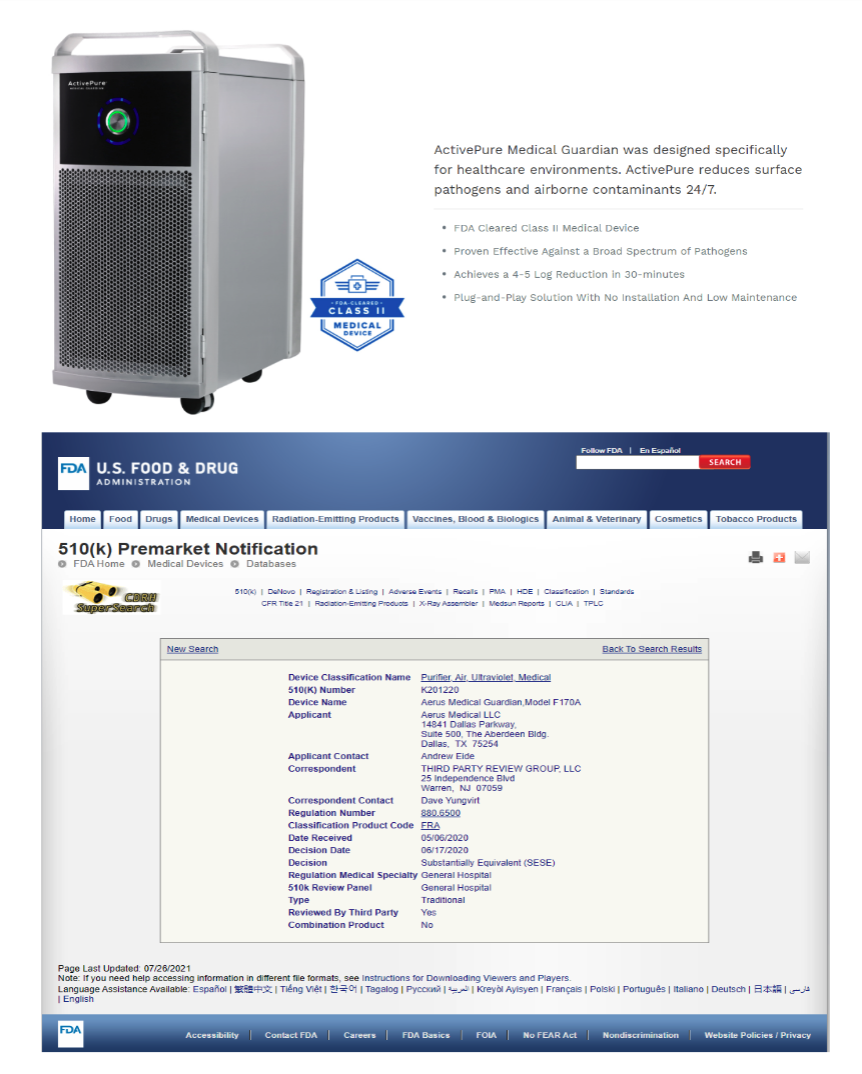 ActivePure
MEDICAL GUARDIAN
ActivePure Medical Guardian was designed specifically
for healthcare environments. ActivePure reduces surface
pathogens and airborne contaminants 24/7.
• FDA Cleared Class II Medical Device
• Proven Effective Against a Broad Spectrum of Pathogens
• Achieves a 4-5 Log Reduction in 30-minutes
• Plug-and-Play Solution With No Installation And Low Maintenance
• FDA-CLEARED •
CLASS II
MEDICAL
DEVICE
Follow FDA | En Español
FDA U.S. FOOD & DRUG
ADMINISTRATION
SEARCH
Home Food Drugs Medical Devices Radiation-Emitting Products Vaccines, Blood & Biologics Animal & Veterinary Cosmetics Tobacco Products
510(k) Premarket Notification
FDA Home Medical Devices Databases
CDRH
SuperSearch
510(k) | DeNovo | Registration & Listing | Adverse Events | Recalls | PMA | HDE | Classification | Standards
CFR Title 21 | Radiation-Emitting Products | X-Ray Assembler | Medsun Reports | CLIA | TPLC
New Search Back To Search Results
Device Classification Name Purifier, Air, Ultraviolet, Medical
510(K) Number K201220
Device Name Aerus Medical Guardian,Model F170A
Applicant Aerus Medical LLC
14841 Dallas Parkway,
Suite 500, The Aberdeen Bldg.
Dallas, TX 75254
Applicant Contact Andrew Eide
Correspondent THIRD PARTY REVIEW GROUP, LLC
25 Independence Blvd
Warren, NJ 07059
Correspondent Contact Dave Yungvirt
Regulation Number 880.6500
Classification Product Code FRA
Date Received 05/06/2020
Decision Date 06/17/2020
Decision Substantially Equivalent (SESE)
Regulation Medical Specialty General Hospital
510k Review Panel General Hospital
Type Traditional
Reviewed By Third Party Yes
Combination Product No
Page Last Updated: 07/26/2021
Note: If you need help accessing information in different file formats, see Instructions for Downloading Viewers and Players.
Language Assistance Available: Español | 繁體中文 | Tiếng Việt | 한국어 | Tagalog | Русский | العربية | Kreyòl Ayisyen | Français | Polski | Português | Italiano | Deutsch | 日本語 | فارسی
| English
FDA
Accessibility | Contact FDA | Careers | FDA Basics | FOIA | No FEAR Act | Nondiscrimination | Website Policies / Privacy